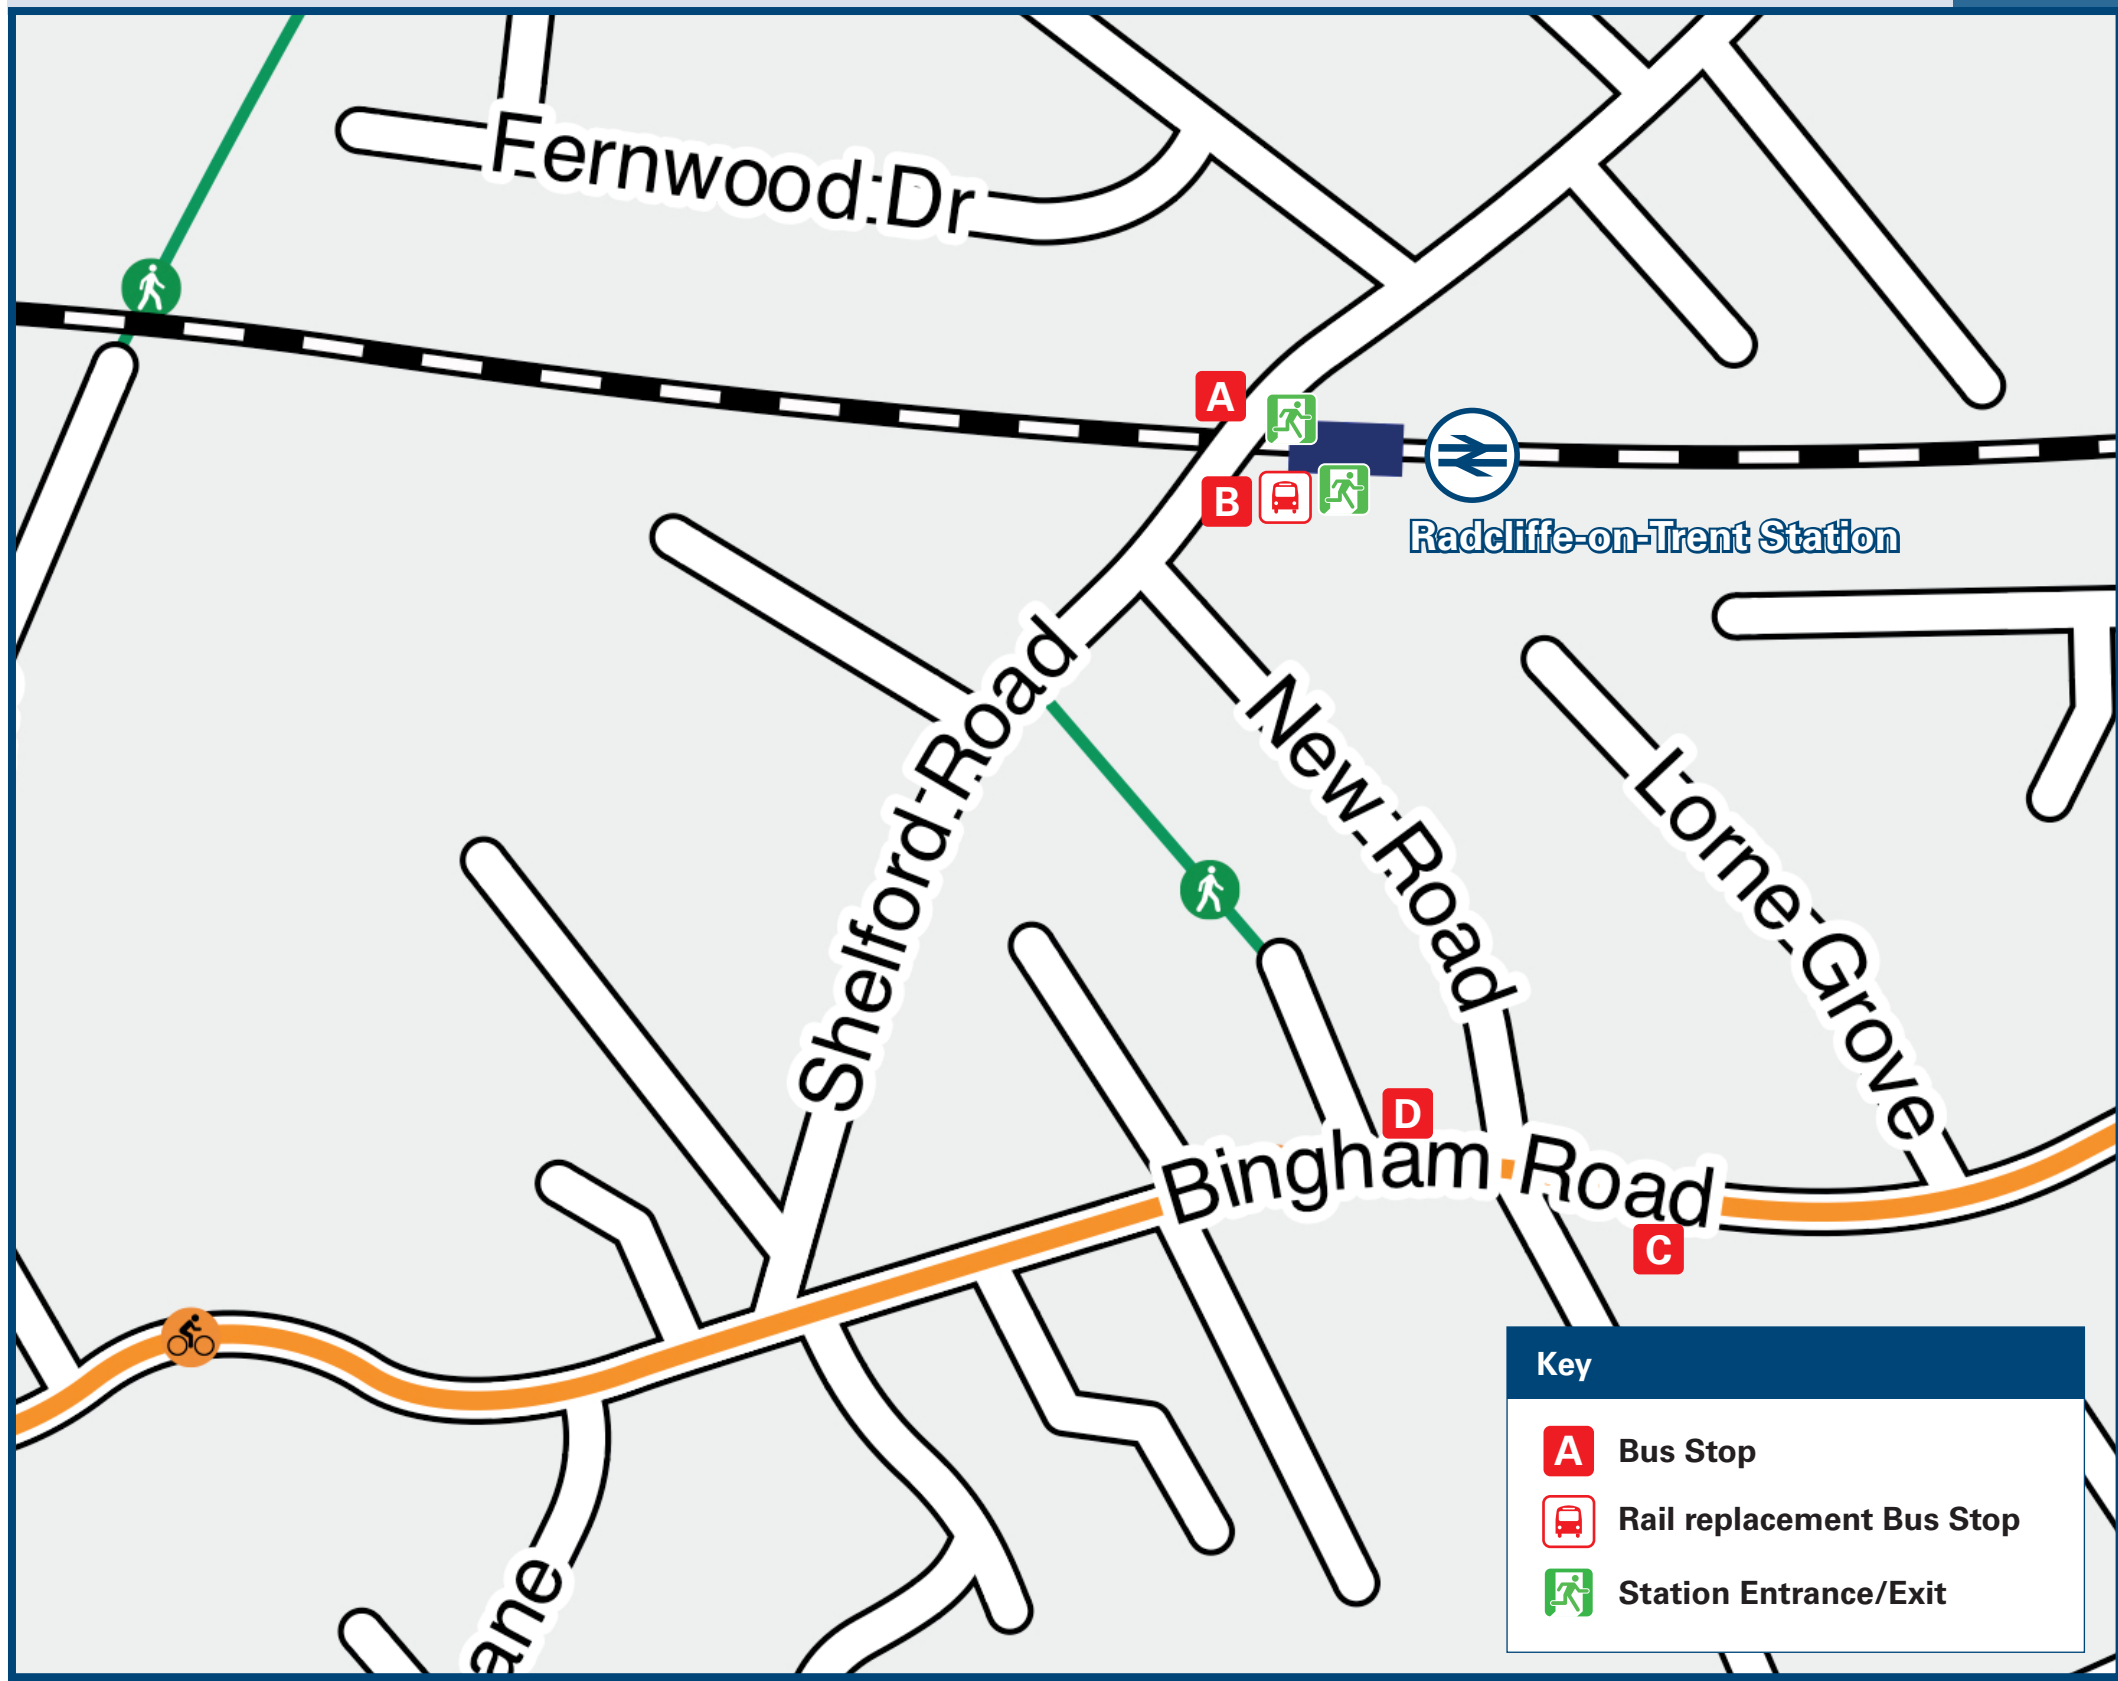 Fernwood Dr
A
B
Radcliffe-on-Trent Station
Shelford Road
New Road
Lorne Grove
D
Bingham Road
C
ane
Key
A Bus Stop
Rail replacement Bus Stop
Station Entrance/Exit